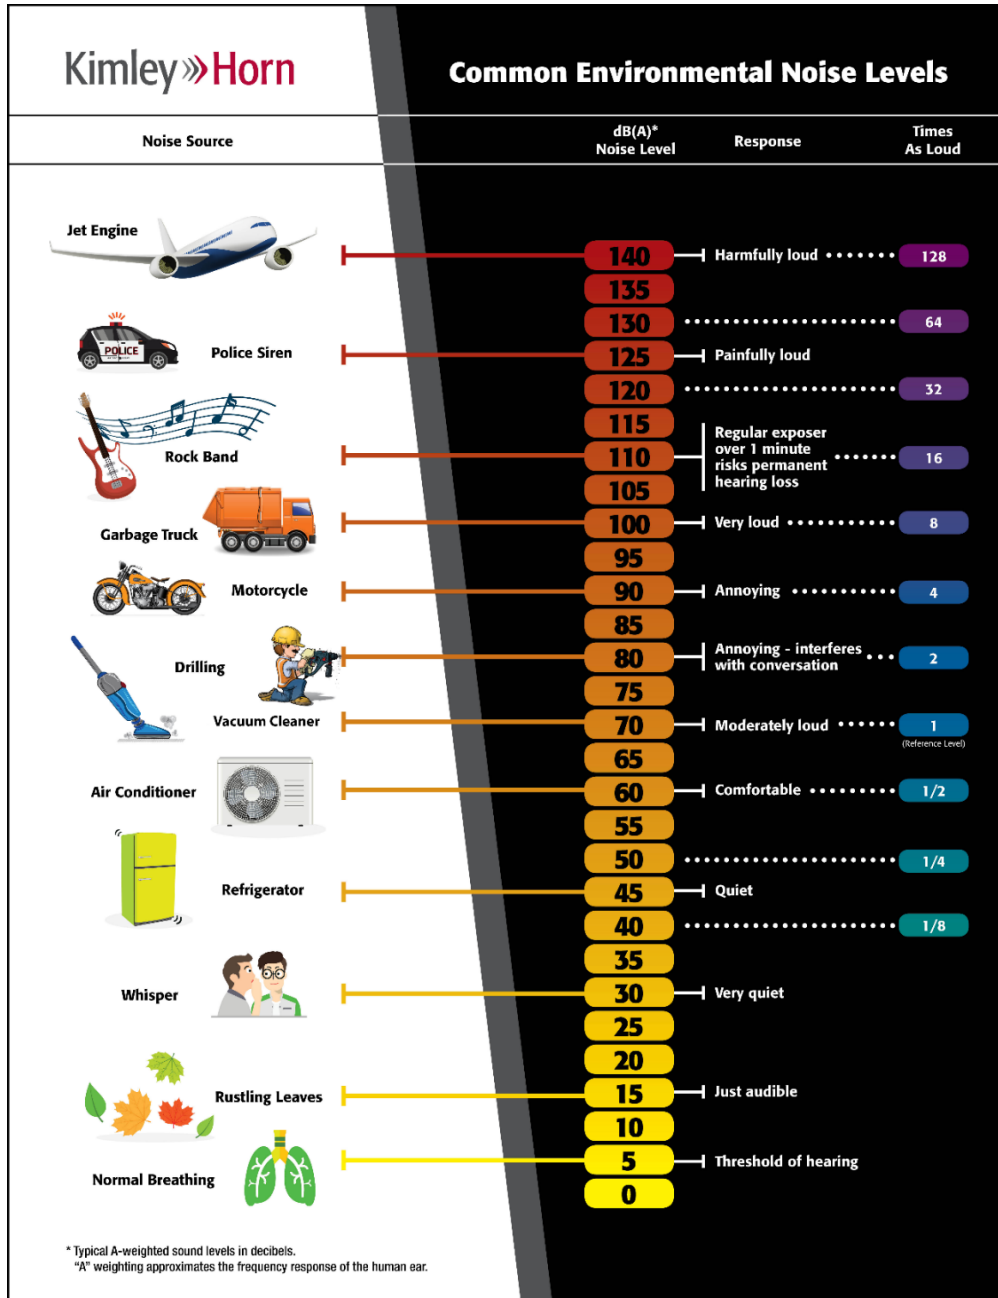 Kimley»Horn
Common Environmental Noise Levels
Noise Source
dB(A)*
Noise Level
Response
Times
As Loud
Jet Engine
140
Harmfully loud
128
135
130
64
POLICE
Police Siren
125
Painfully loud
120
32
115
Rock Band
110
Regular exposer
over 1 minute
risks permanent
hearing loss
16
105
Garbage Truck
100
Very loud
8
95
Motorcycle
90
Annoying
4
85
Drilling
80
Annoying - interferes
with conversation
2
75
Vacuum Cleaner
70
Moderately loud
1
(Reference Level)
65
Air Conditioner
60
Comfortable
1/2
55
50
1/4
Refrigerator
45
Quiet
40
1/8
35
Whisper
30
Very quiet
25
20
Rustling Leaves
15
Just audible
10
Normal Breathing
5
Threshold of hearing
0
* Typical A-weighted sound levels in decibels.
"A" weighting approximates the frequency response of the human ear.